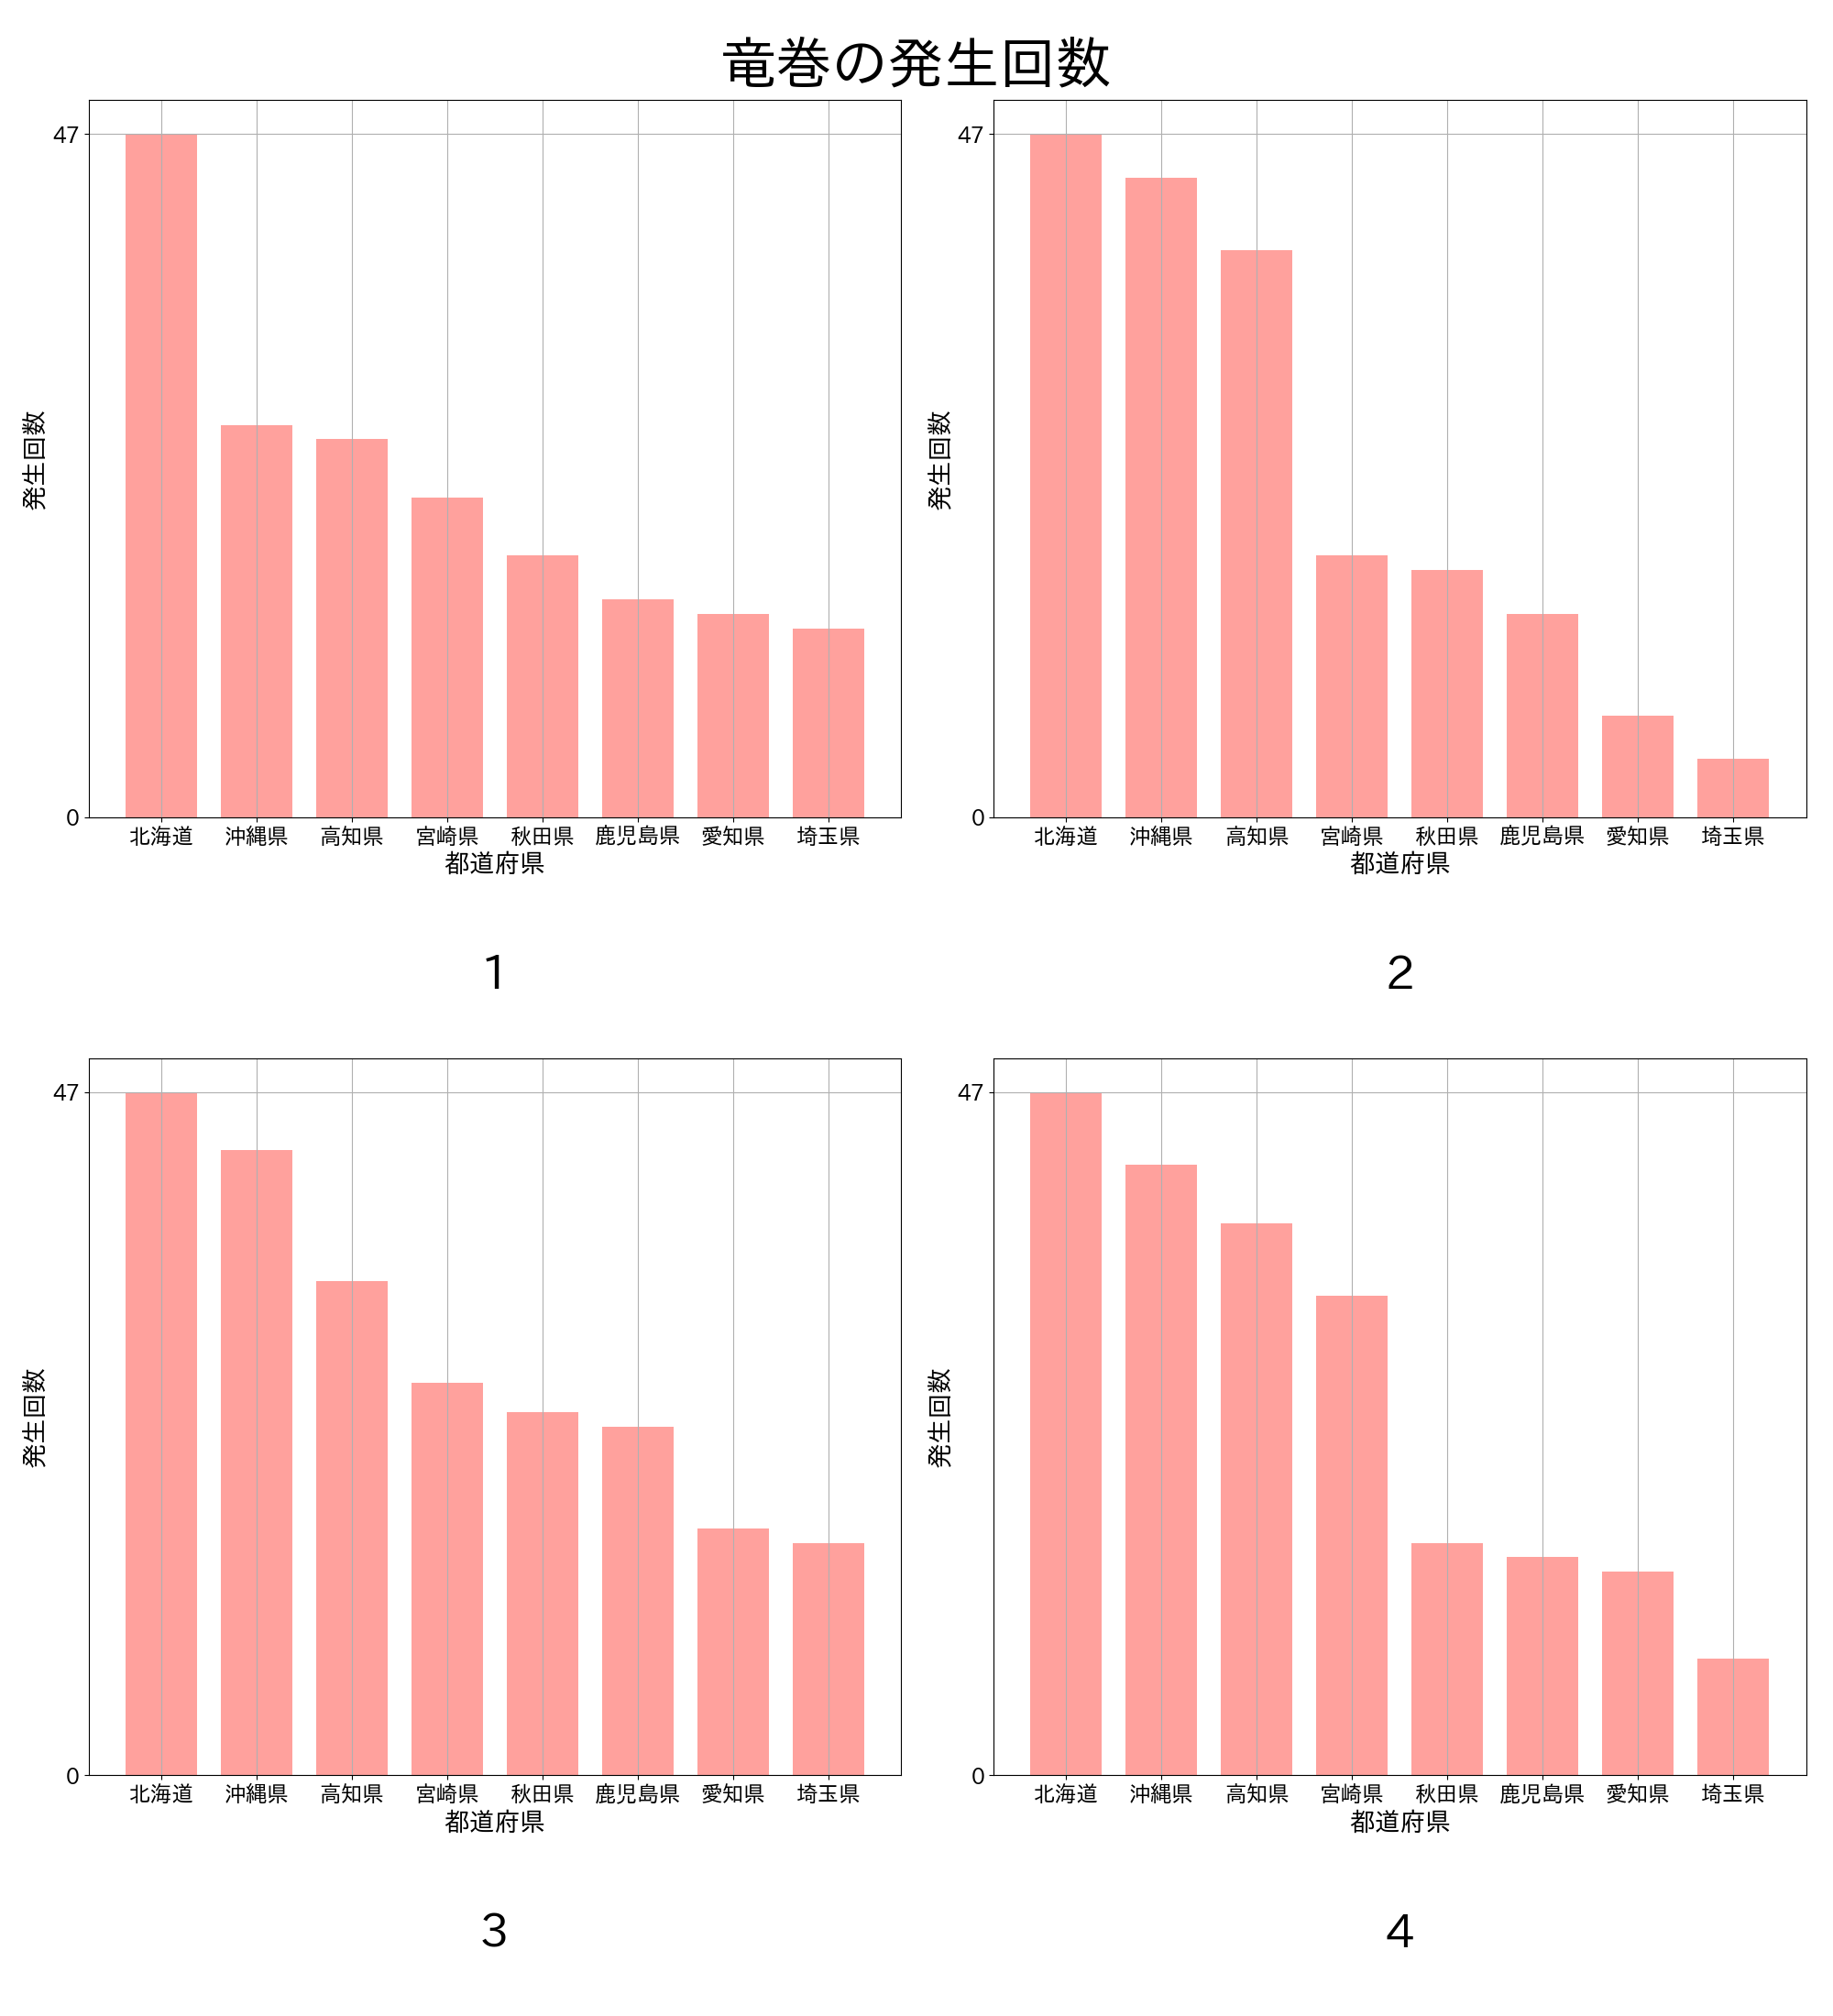 竜巻の発生回数
47
0
発生回数
北海道 沖縄県 高知県 宮崎県 秋田県 鹿児島県 愛知県 埼玉県
都道府県
1
47
0
発生回数
北海道 沖縄県 高知県 宮崎県 秋田県 鹿児島県 愛知県 埼玉県
都道府県
2
47
0
発生回数
北海道 沖縄県 高知県 宮崎県 秋田県 鹿児島県 愛知県 埼玉県
都道府県
3
47
0
発生回数
北海道 沖縄県 高知県 宮崎県 秋田県 鹿児島県 愛知県 埼玉県
都道府県
4